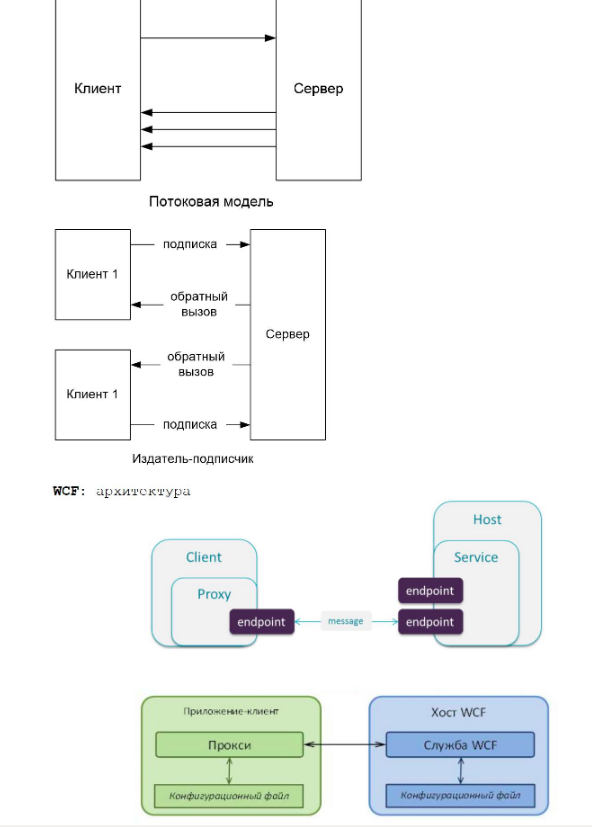 Клиент
Сервер
Потоковая модель
Клиент 1
подписка
обратный
вызов
Сервер
обратный
вызов
Клиент 1
подписка
Издатель-подписчик
WCF: архитектура
Host
Client
Service
Proxy
endpoint
endpoint
message
endpoint
Приложение-клиент
Хост WCF
Прокси
Служба WCF
Конфигурационный файл
Конфигурационный файл